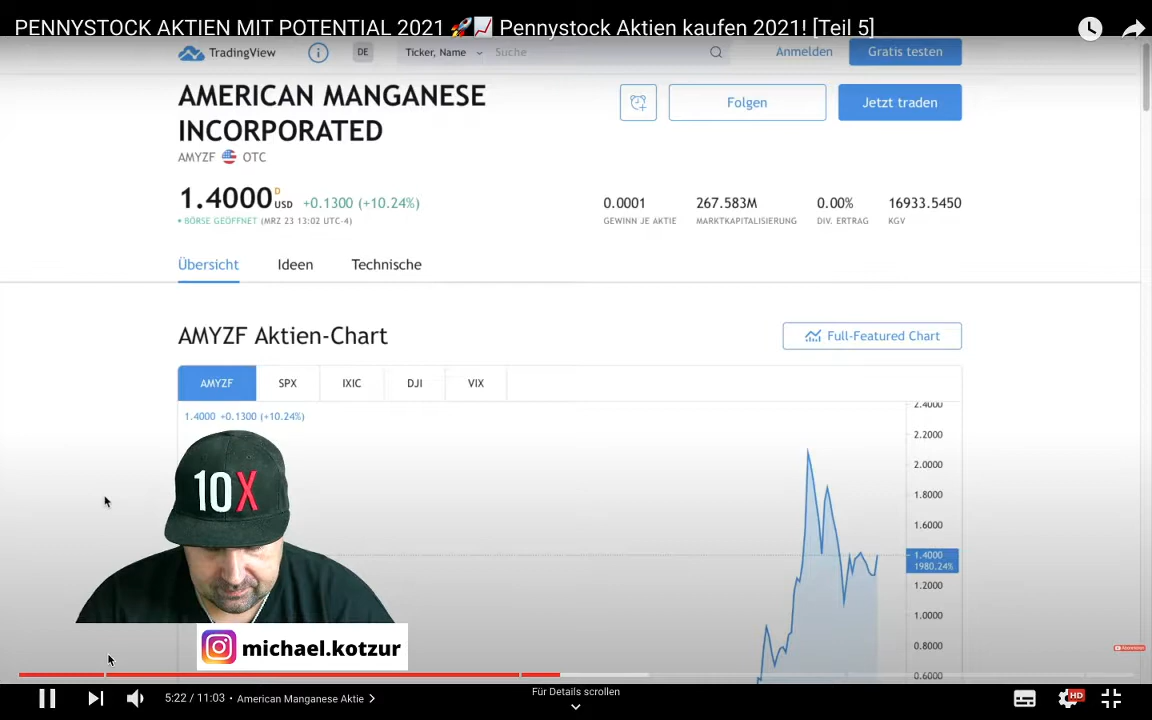 PENNYSTOCK AKTIEN MIT POTENTIAL 2021 🚀📈 Pennystock Aktien kaufen 2021! [Teil 5]
TradingView i DE Ticker, Name Suche Anmelden Gratis testen
AMERICAN MANGANESE
INCORPORATED
Folgen Jetzt traden
AMYZF OTC
1.4000 D USD +0.1300 (+10.24%)
• BÖRSE GEÖFFNET (MRZ 23 13:02 UTC-4)
0.0001 267.583M 0.00% 16933.5450
GEWINN JE AKTIE MARKTKAPITALISIERUNG DIV. ERTRAG KGV
Übersicht Ideen Technische
AMYZF Aktien-Chart Full-Featured Chart
AMYZF SPX IXIC DJI VIX
1.4000 +0.1300 (+10.24%)
2.4000
2.2000
2.0000
1.8000
1.6000
1.4000
1980.24%
1.2000
1.0000
0.8000
0.6000
10X
michael.kotzur
5:22 / 11:03 • American Manganese Aktie
Für Details scrollen
HD